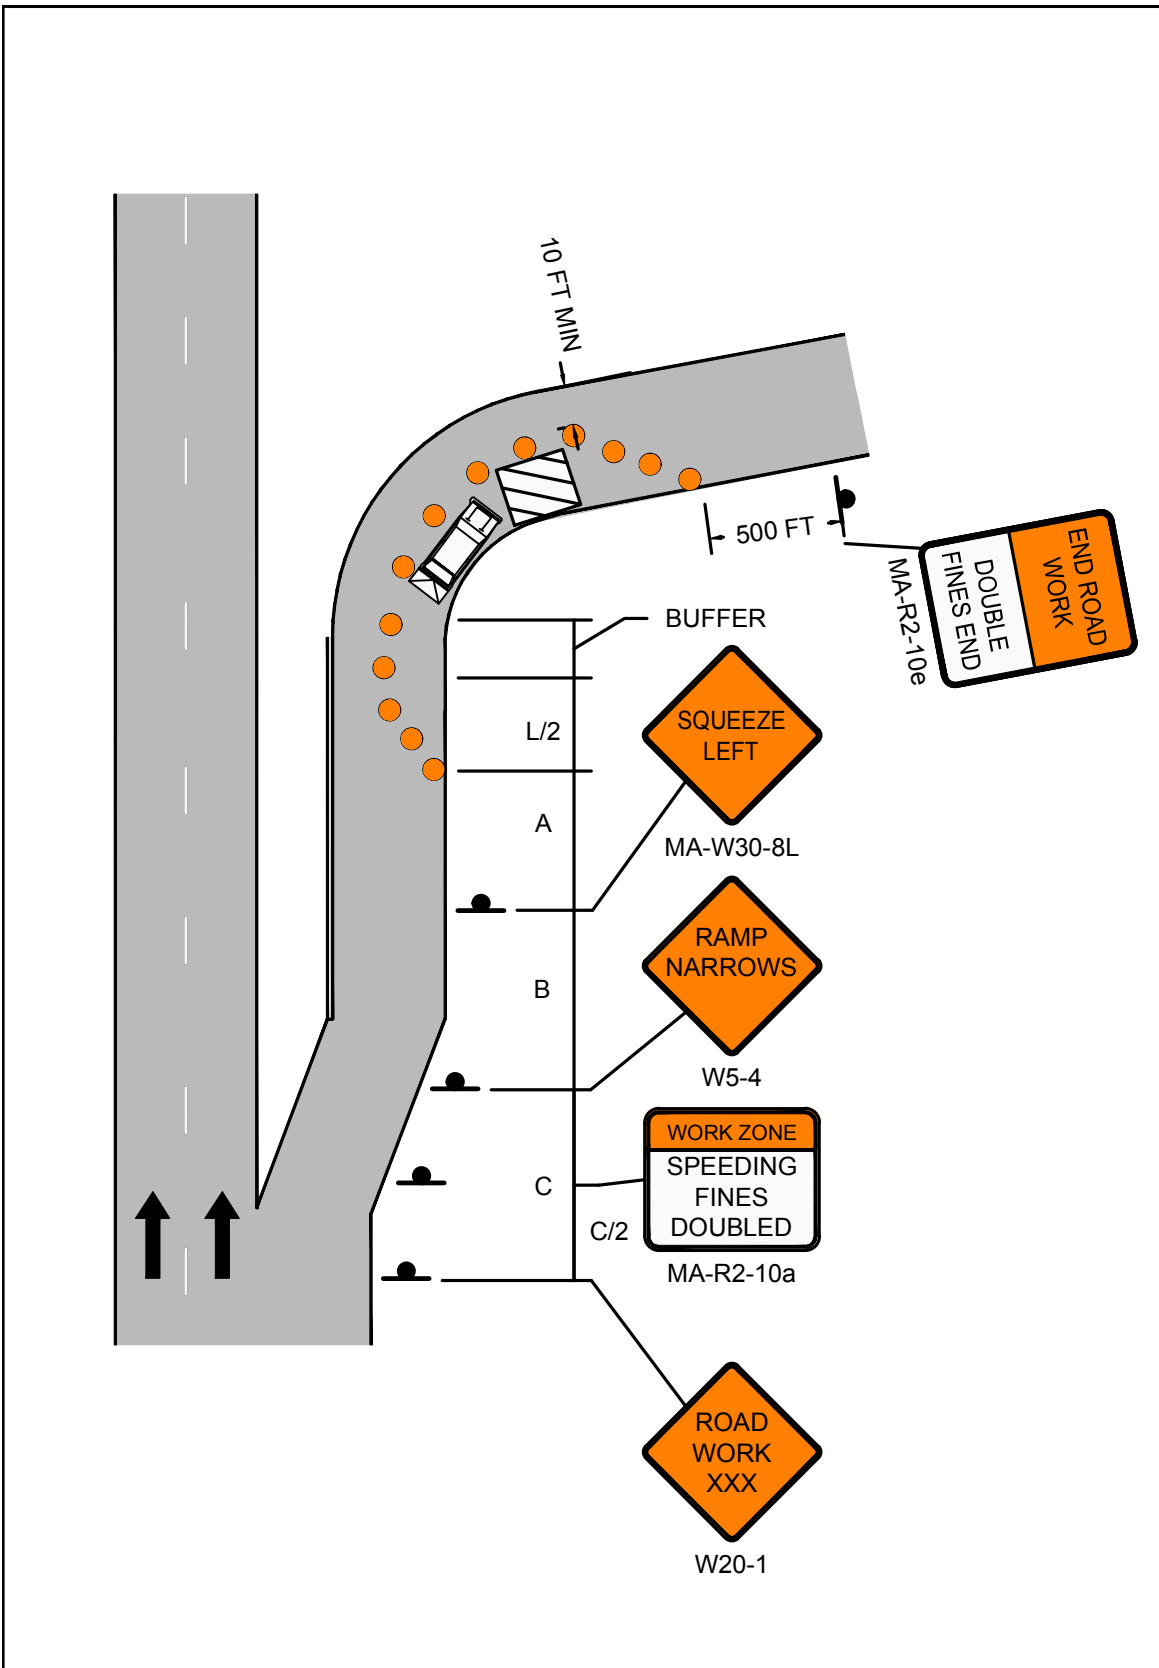 10 FT MIN
500 FT
END ROAD
WORK
DOUBLE
FINES END
MA-R2-10e
BUFFER
L/2
SQUEEZE
LEFT
MA-W30-8L
A
RAMP
NARROWS
W5-4
B
WORK ZONE
SPEEDING
FINES
DOUBLED
MA-R2-10a
C
C/2
ROAD
WORK
XXX
W20-1